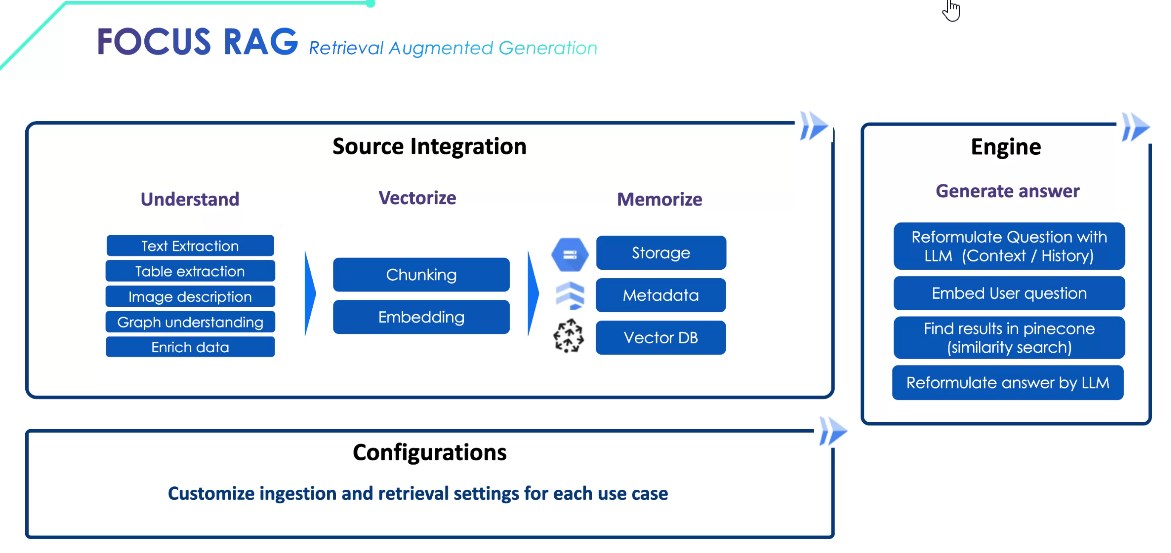 FOCUS RAG Retrieval Augmented Generation
Source Integration
Understand
Text Extraction
Table extraction
Image description
Graph understanding
Enrich data
Vectorize
Chunking
Embedding
Memorize
Storage
Metadata
Vector DB
Engine
Generate answer
Reformulate Question with
LLM (Context / History)
Embed User question
Find results in pinecone
(similarity search)
Reformulate answer by LLM
Configurations
Customize ingestion and retrieval settings for each use case